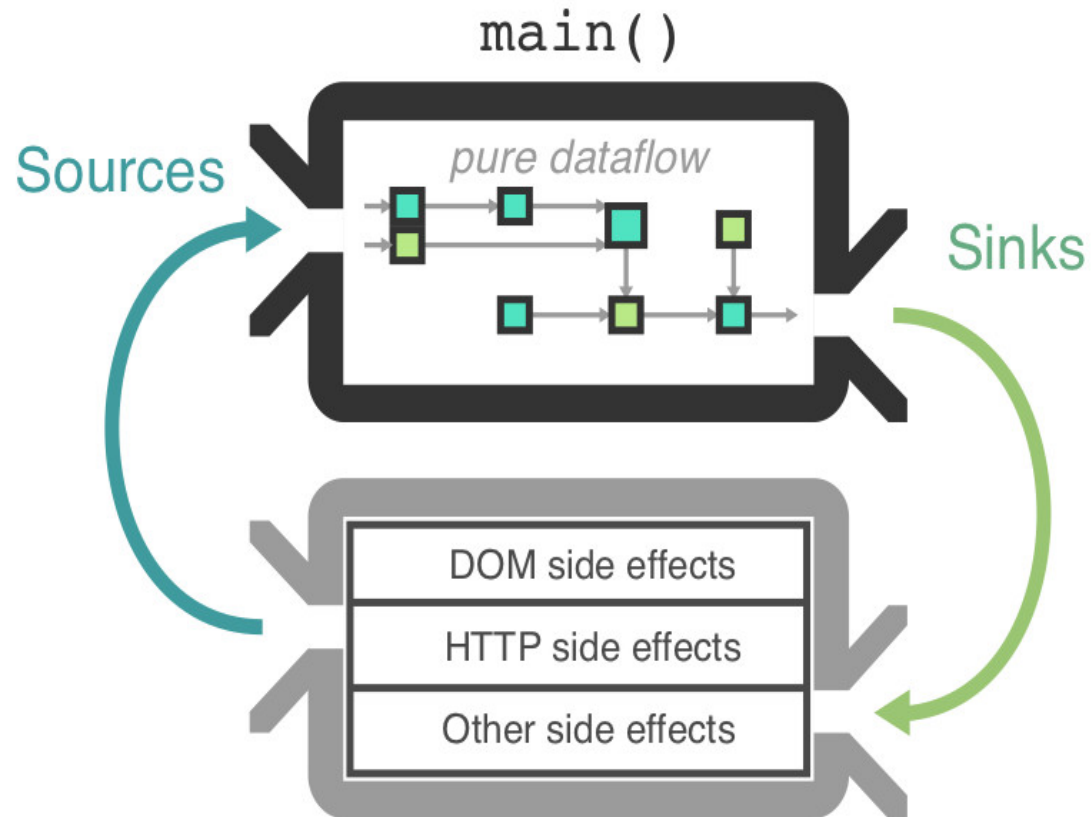 main()
pure dataflow
Sources
Sinks
DOM side effects
HTTP side effects
Other side effects